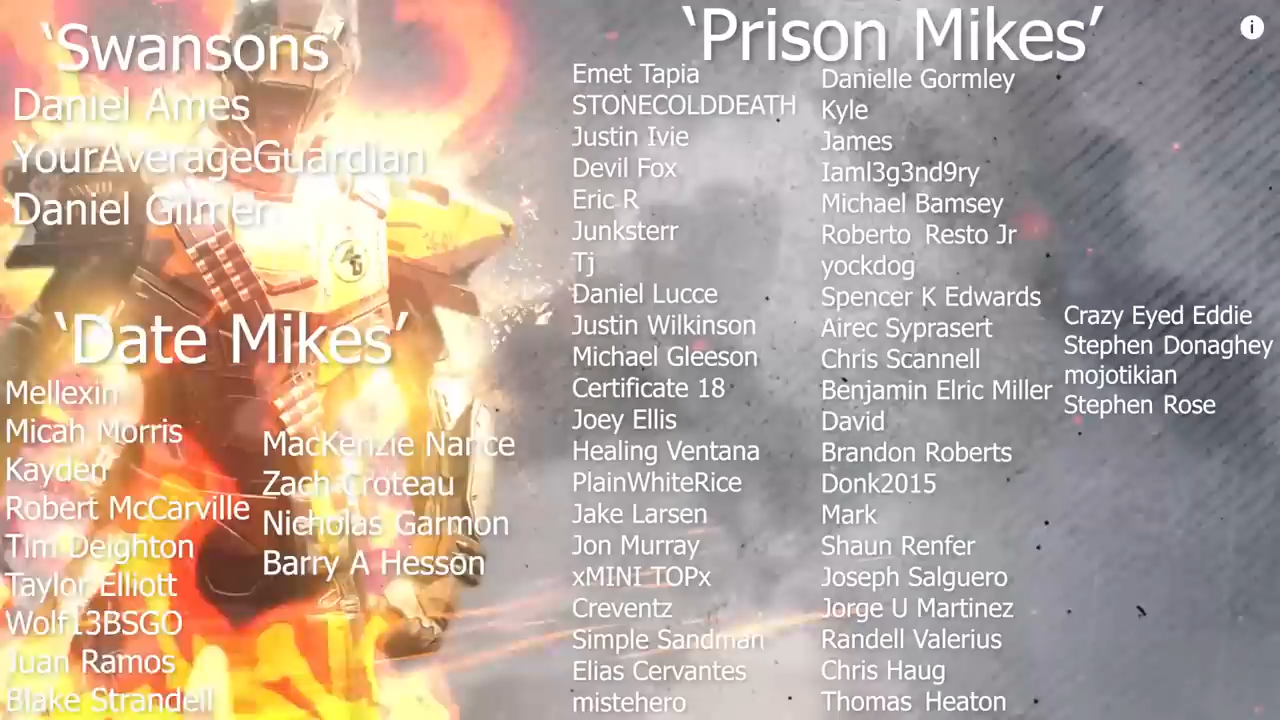 ‘Swansons’
Daniel Ames
YourAverageGuardian
Daniel Gilmer
‘Date Mikes’
Mellexin
Micah Morris
Kayden
Robert McCarville
Tim Deighton
Taylor Elliott
Wolf13BSGO
Juan Ramos
Blake Strandell
MacKenzie Nance
Zach Croteau
Nicholas Garmon
Barry A Hesson
‘Prison Mikes’
Emet Tapia
STONECOLDDEATH
Justin Ivie
Devil Fox
Eric R
Junksterr
Tj
Daniel Lucce
Justin Wilkinson
Michael Gleeson
Certificate 18
Joey Ellis
Healing Ventana
PlainWhiteRice
Jake Larsen
Jon Murray
xMINI TOPx
Creventz
Simple Sandman
Elias Cervantes
mistehero
Danielle Gormley
Kyle
James
Iaml3g3nd9ry
Michael Bamsey
Roberto Resto Jr
yockdog
Spencer K Edwards
Airec Syprasert
Chris Scannell
Benjamin Elric Miller
David
Brandon Roberts
Donk2015
Mark
Shaun Renfer
Joseph Salguero
Jorge U Martinez
Randell Valerius
Chris Haug
Thomas Heaton
Crazy Eyed Eddie
Stephen Donaghey
mojotikian
Stephen Rose